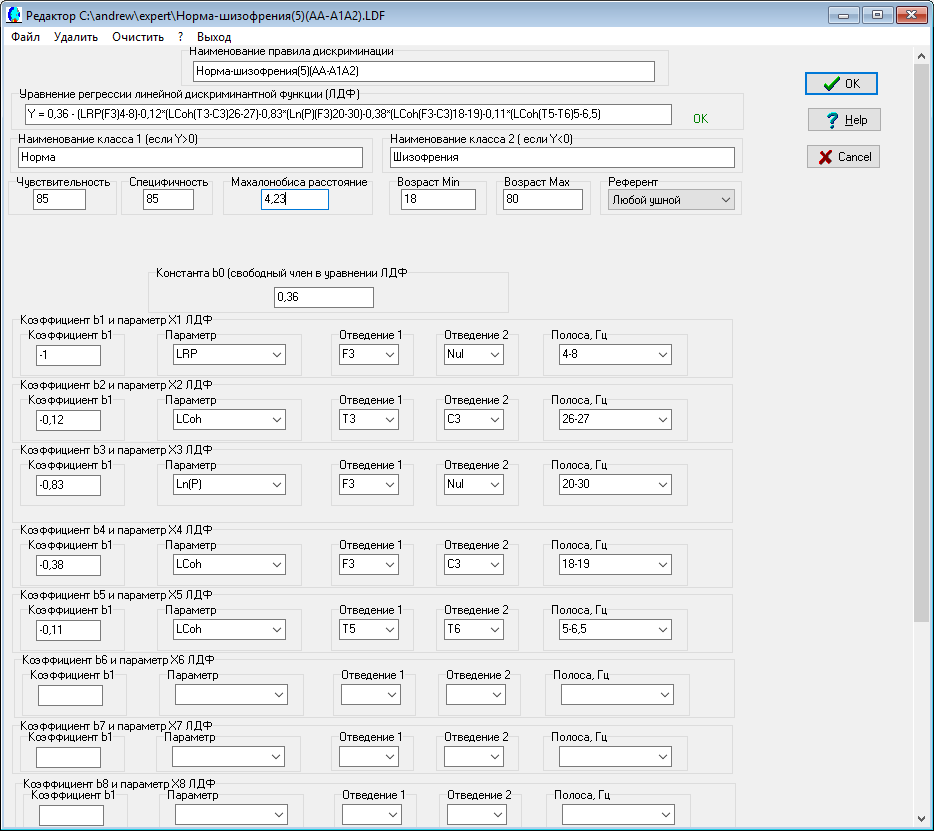 Редактор C:\andrew\expert\Норма-шизофрения(5)(AA-A1A2).LDF
Файл Удалить Очистить ? Выход
Наименование правила дискриминации
Норма-шизофрения(5)(AA-A1A2)
OK
Уравнение регрессии линейной дискриминантной функции (ЛДФ)
Y = 0,36 - (LRP(F3)4-8)-0,12*(LCoh(T3-C3)26-27)-0,83*(Ln(P)(F3)20-30)-0,38*(LCoh(F3-C3)18-19)-0,11*(LCoh(T5-T6)5-6,5)
OK
Help
Наименование класса 1 (если Y>0) Наименование класса 2 ( если Y<0)
Норма Шизофрения
Cancel
Чувствительность Специфичность Махалонобиса расстояние Возраст Min Возраст Max Референт
85 85 4,23 18 80 Любой ушной
Константа b0 (свободный член в уравнении ЛДФ
0,36
Коэффициент b1 и параметр X1 ЛДФ
Коэффициент b1 Параметр Отведение 1 Отведение 2 Полоса, Гц
-1 LRP F3 Nul 4-8
Коэффициент b2 и параметр X2 ЛДФ
Коэффициент b1 Параметр Отведение 1 Отведение 2 Полоса, Гц
-0,12 LCoh T3 C3 26-27
Коэффициент b3 и параметр X3 ЛДФ
Коэффициент b1 Параметр Отведение 1 Отведение 2 Полоса, Гц
-0,83 Ln(P) F3 Nul 20-30
Коэффициент b4 и параметр X4 ЛДФ
Коэффициент b1 Параметр Отведение 1 Отведение 2 Полоса, Гц
-0,38 LCoh F3 C3 18-19
Коэффициент b5 и параметр X5 ЛДФ
Коэффициент b1 Параметр Отведение 1 Отведение 2 Полоса, Гц
-0,11 LCoh T5 T6 5-6,5
Коэффициент b6 и параметр X6 ЛДФ
Коэффициент b1 Параметр Отведение 1 Отведение 2 Полоса, Гц
Коэффициент b7 и параметр X7 ЛДФ
Коэффициент b1 Параметр Отведение 1 Отведение 2 Полоса, Гц
Коэффициент b8 и параметр X8 ЛДФ
Коэффициент b1 Параметр Отведение 1 Отведение 2 Полоса, Гц